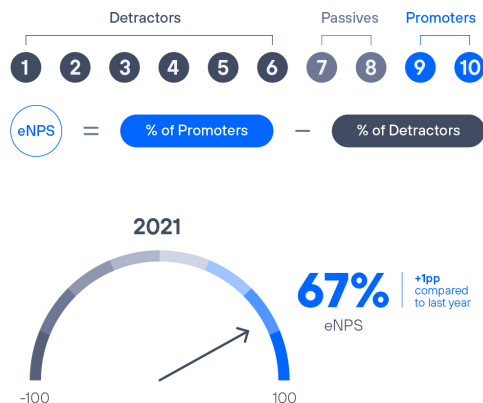 Detractors Passives Promoters
1 2 3 4 5 6 7 8 9 10
eNPS = % of Promoters – % of Detractors
2021
67%
eNPS
+1pp
compared
to last year
-100 100